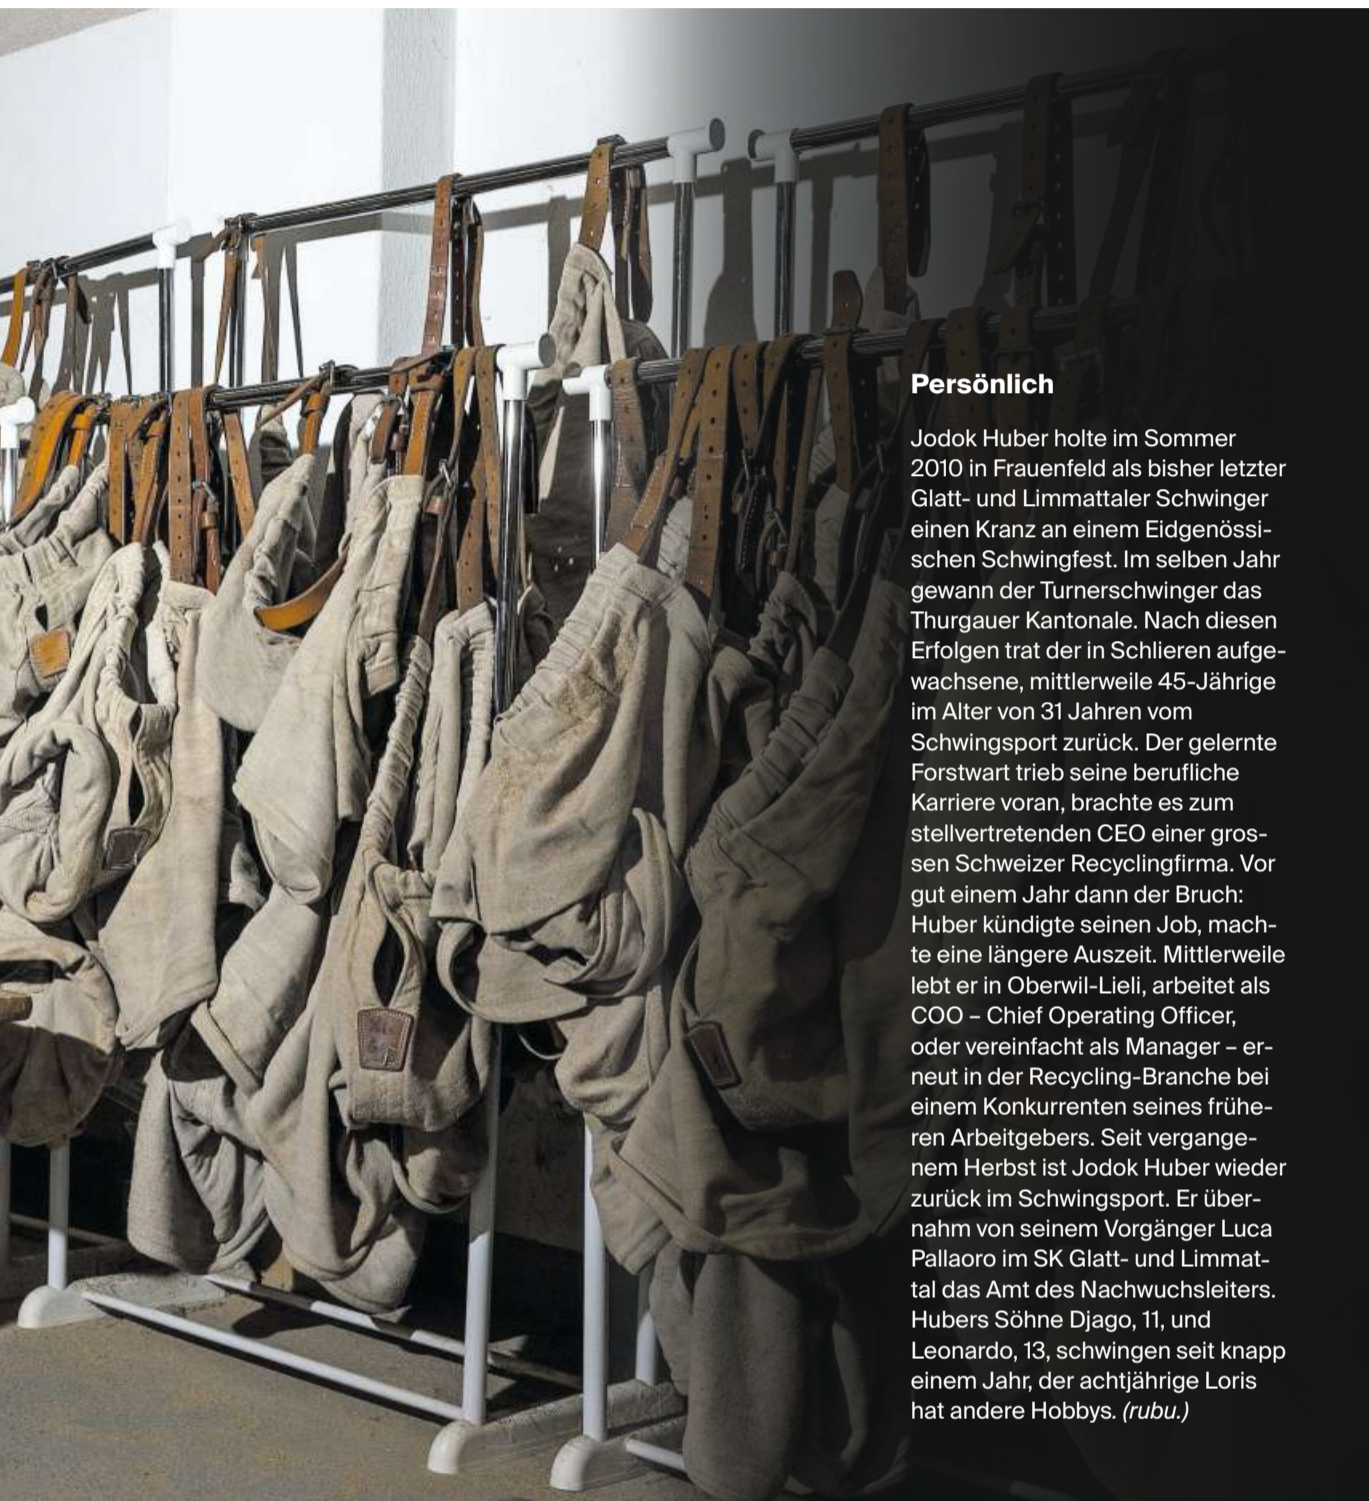 Persönlich
Jodok Huber holte im Sommer
2010 in Frauenfeld als bisher letzter
Glatt- und Limmattaler Schwinger
einen Kranz an einem Eidgenössi-
schen Schwingfest. Im selben Jahr
gewann der Turnerschwinger das
Thurgauer Kantonale. Nach diesen
Erfolgen trat der in Schlieren aufge-
wachsene, mittlerweile 45-Jährige
im Alter von 31 Jahren vom
Schwingsport zurück. Der gelernte
Forstwart trieb seine berufliche
Karriere voran, brachte es zum
stellvertretenden CEO einer gros-
sen Schweizer Recyclingfirma. Vor
gut einem Jahr dann der Bruch:
Huber kündigte seinen Job, mach-
te eine längere Auszeit. Mittlerweile
lebt er in Oberwil-Lieli, arbeitet als
COO – Chief Operating Officer,
oder vereinfacht als Manager – er-
neut in der Recycling-Branche bei
einem Konkurrenten seines frühe-
ren Arbeitgebers. Seit vergange-
nem Herbst ist Jodok Huber wieder
zurück im Schwingsport. Er über-
nahm von seinem Vorgänger Luca
Pallaoro im SK Glatt- und Limmat-
tal das Amt des Nachwuchsleiters.
Hubers Söhne Djago, 11, und
Leonardo, 13, schwingen seit knapp
einem Jahr, der achtjährige Loris
hat andere Hobbys. (rubu.)